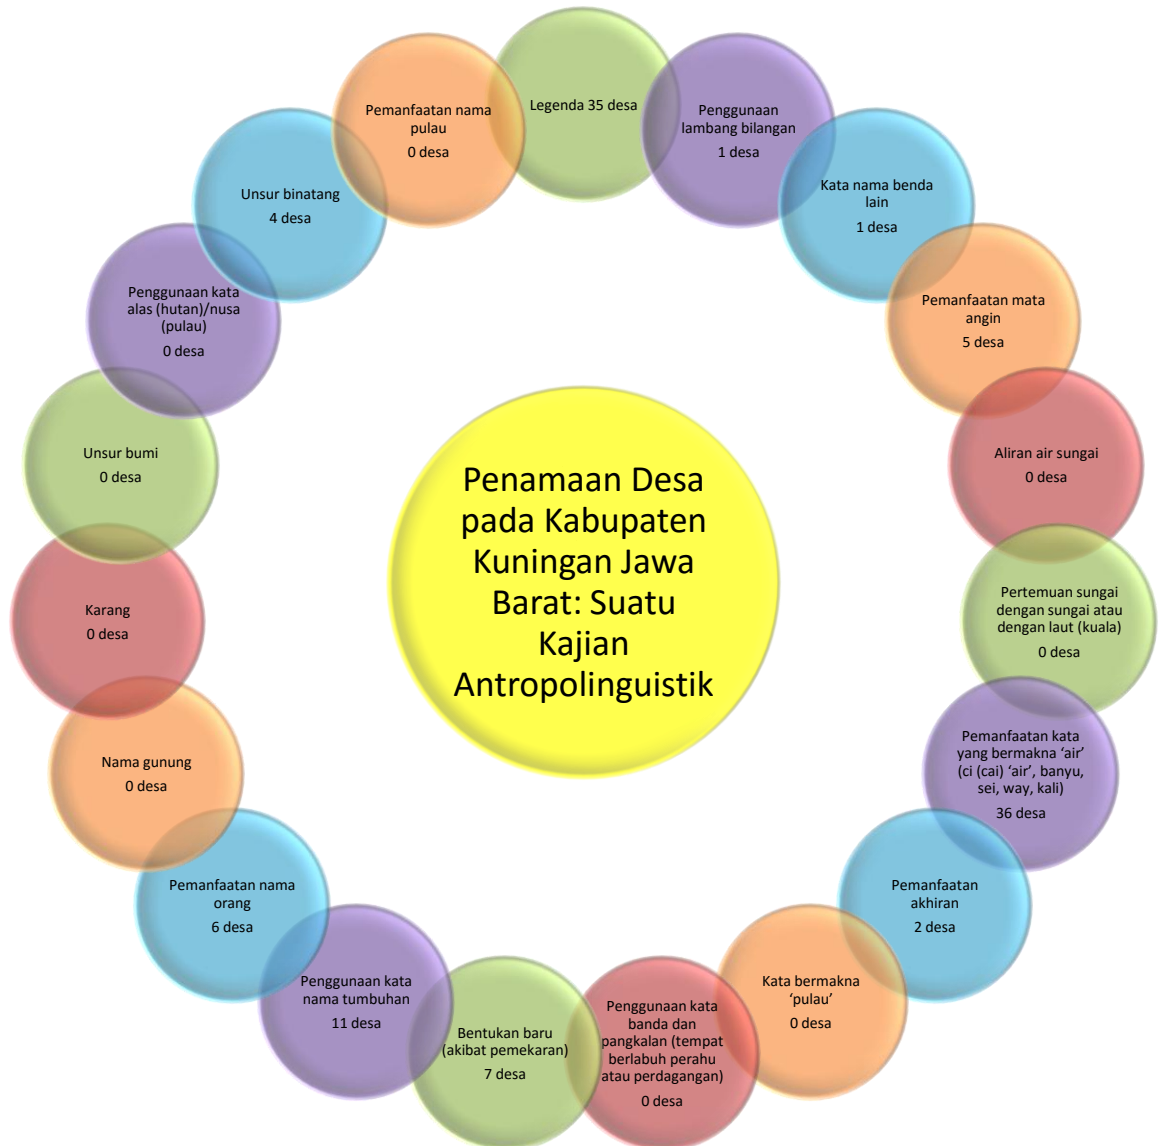 Legenda 35 desa
Penggunaan
lambang bilangan
1 desa
Kata nama benda
lain
1 desa
Pemanfaatan mata
angin
5 desa
Aliran air sungai
0 desa
Pertemuan sungai
dengan sungai atau
dengan laut (kuala)
0 desa
Pemanfaatan kata
yang bermakna ‘air’
(ci (cai) ‘air’, banyu,
sei, way, kali)
36 desa
Pemanfaatan
akhiran
2 desa
Kata bermakna
‘pulau’
0 desa
Penggunaan kata
banda dan
pangkalan (tempat
berlabuh perahu
atau perdagangan)
0 desa
Bentukan baru
(akibat pemekaran)
7 desa
Penggunaan kata
nama tumbuhan
11 desa
Pemanfaatan nama
orang
6 desa
Nama gunung
0 desa
Karang
0 desa
Unsur bumi
0 desa
Penggunaan kata
alas (hutan)/nusa
(pulau)
0 desa
Unsur binatang
4 desa
Pemanfaatan nama
pulau
0 desa
Penamaan Desa
pada Kabupaten
Kuningan Jawa
Barat: Suatu
Kajian
Antropolinguistik